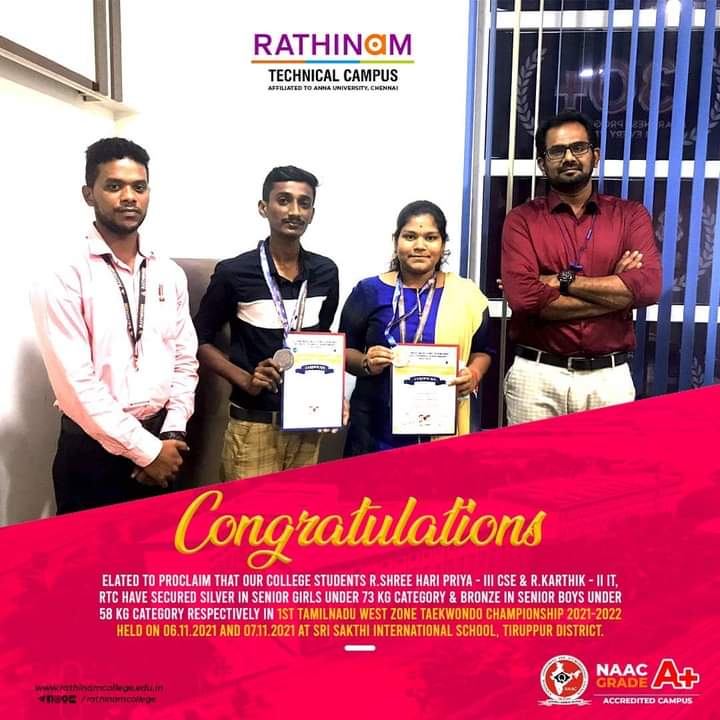 RATHINAM
TECHNICAL CAMPUS
AFFILIATED TO ANNA UNIVERSITY, CHENNAI
30+
Congratulations
ELATED TO PROCLAIM THAT OUR COLLEGE STUDENTS R.SHREE HARI PRIYA - III CSE & R.KARTHIK - II IT,
RTC HAVE SECURED SILVER IN SENIOR GIRLS UNDER 73 KG CATEGORY & BRONZE IN SENIOR BOYS UNDER
58 KG CATEGORY RESPECTIVELY IN 1ST TAMILNADU WEST ZONE TAEKWONDO CHAMPIONSHIP 2021-2022
HELD ON 06.11.2021 AND 07.11.2021 AT SRI SAKTHI INTERNATIONAL SCHOOL, TIRUPPUR DISTRICT.
www.rathinamcollege.edu.in
/ rathinamcollege
NAAC
NAAC
GRADE A+
ACCREDITED CAMPUS